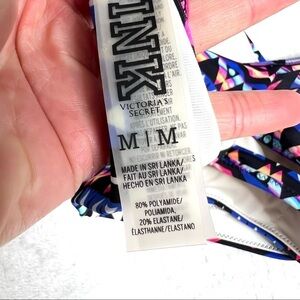 PINK
VICTORIA'S
SECRET
M | M
MADE IN SRI LANKA/
FAIT AU SRI LANKA/
HECHO EN SRI LANKA
80% POLYAMIDE/
POLIAMIDA,
20% ELASTANE/
ÉLASTHANNE/ELASTANO